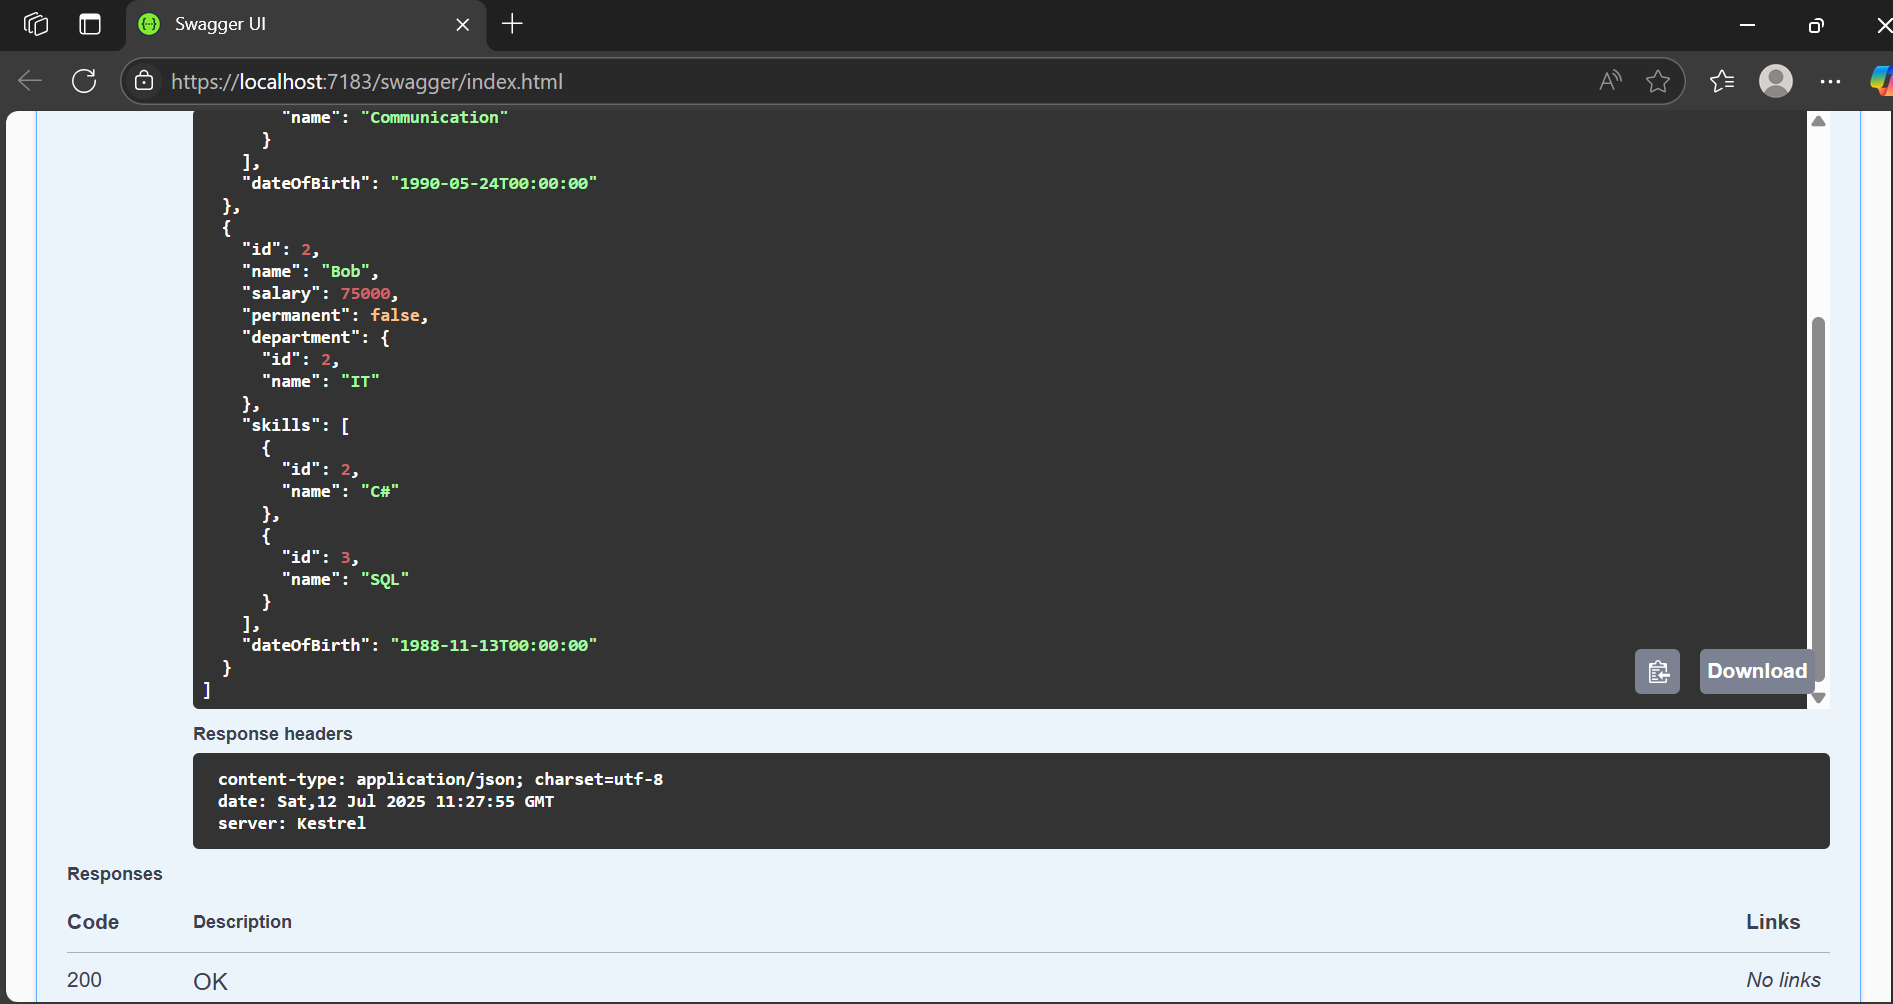 Swagger UI
https://localhost:7183/swagger/index.html
"name": "Communication"
}
],
"dateOfBirth": "1990-05-24T00:00:00"
},
{
"id": 2,
"name": "Bob",
"salary": 75000,
"permanent": false,
"department": {
"id": 2,
"name": "IT"
},
"skills": [
{
"id": 2,
"name": "C#"
},
{
"id": 3,
"name": "SQL"
}
],
"dateOfBirth": "1988-11-13T00:00:00"
}
]
Download
Response headers
content-type: application/json; charset=utf-8
date: Sat,12 Jul 2025 11:27:55 GMT
server: Kestrel
Responses
Code Description Links
200 OK No links